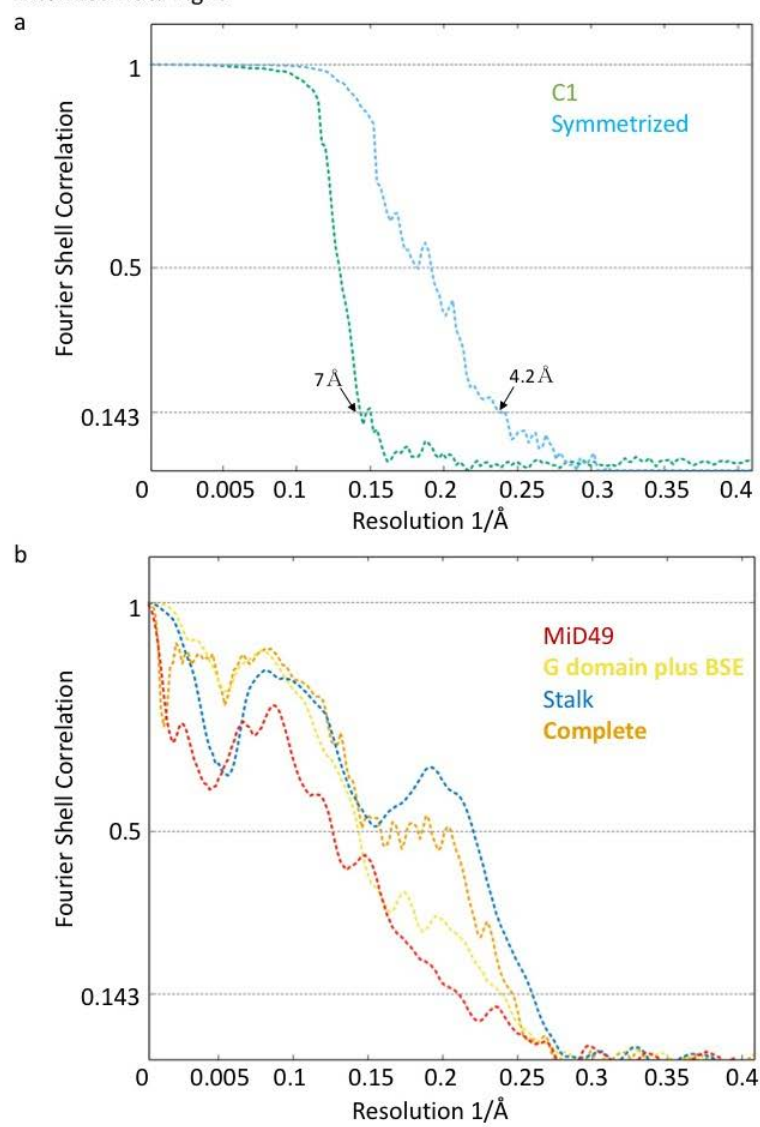 a
1
C1
Symmetrized
Fourier Shell Correlation
0.5
7 Å
4.2 Å
0.143
0 0.005 0.1 0.15 0.2 0.25 0.3 0.35 0.4
Resolution 1/Å
b
1
MiD49
G domain plus BSE
Stalk
Complete
Fourier Shell Correlation
0.5
0.143
0 0.005 0.1 0.15 0.2 0.25 0.3 0.35 0.4
Resolution 1/Å